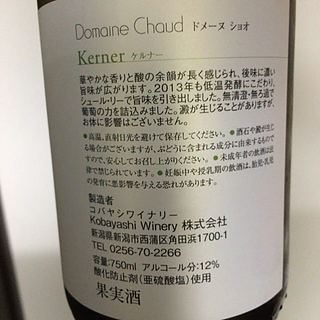 Domaine Chaud ドメーヌ ショオ
Kerner ケルナー
華やかな香りと酸の余韻が長く感じられ、後味に濃い
旨味が広がります。2013年も低温発酵にこだわり、
シュール・リーで旨味を引き出しました。無清澄・無ろ過で
葡萄の力を詰込みました。澱が生じることがありますが、
お体に影響はございません。
●高温、直射日光を避けて保存してください。●酒石や澱が生じ
る場合がございますが、ぶどうに含まれる成分に由来するもので
すので、安心してお召し上がりください。●未成年者の飲酒は法
律で禁じられています。●妊娠中や授乳期の飲酒は、胎児・乳児
の発育に悪影響を与える恐れがあります。
製造者
コバヤシワイナリー
Kobayashi Winery 株式会社
新潟県新潟市西蒲区角田浜1700-1
TEL 0256-70-2266
容量:750ml アルコール分:12%
酸化防止剤(亜硫酸塩)使用
果実酒